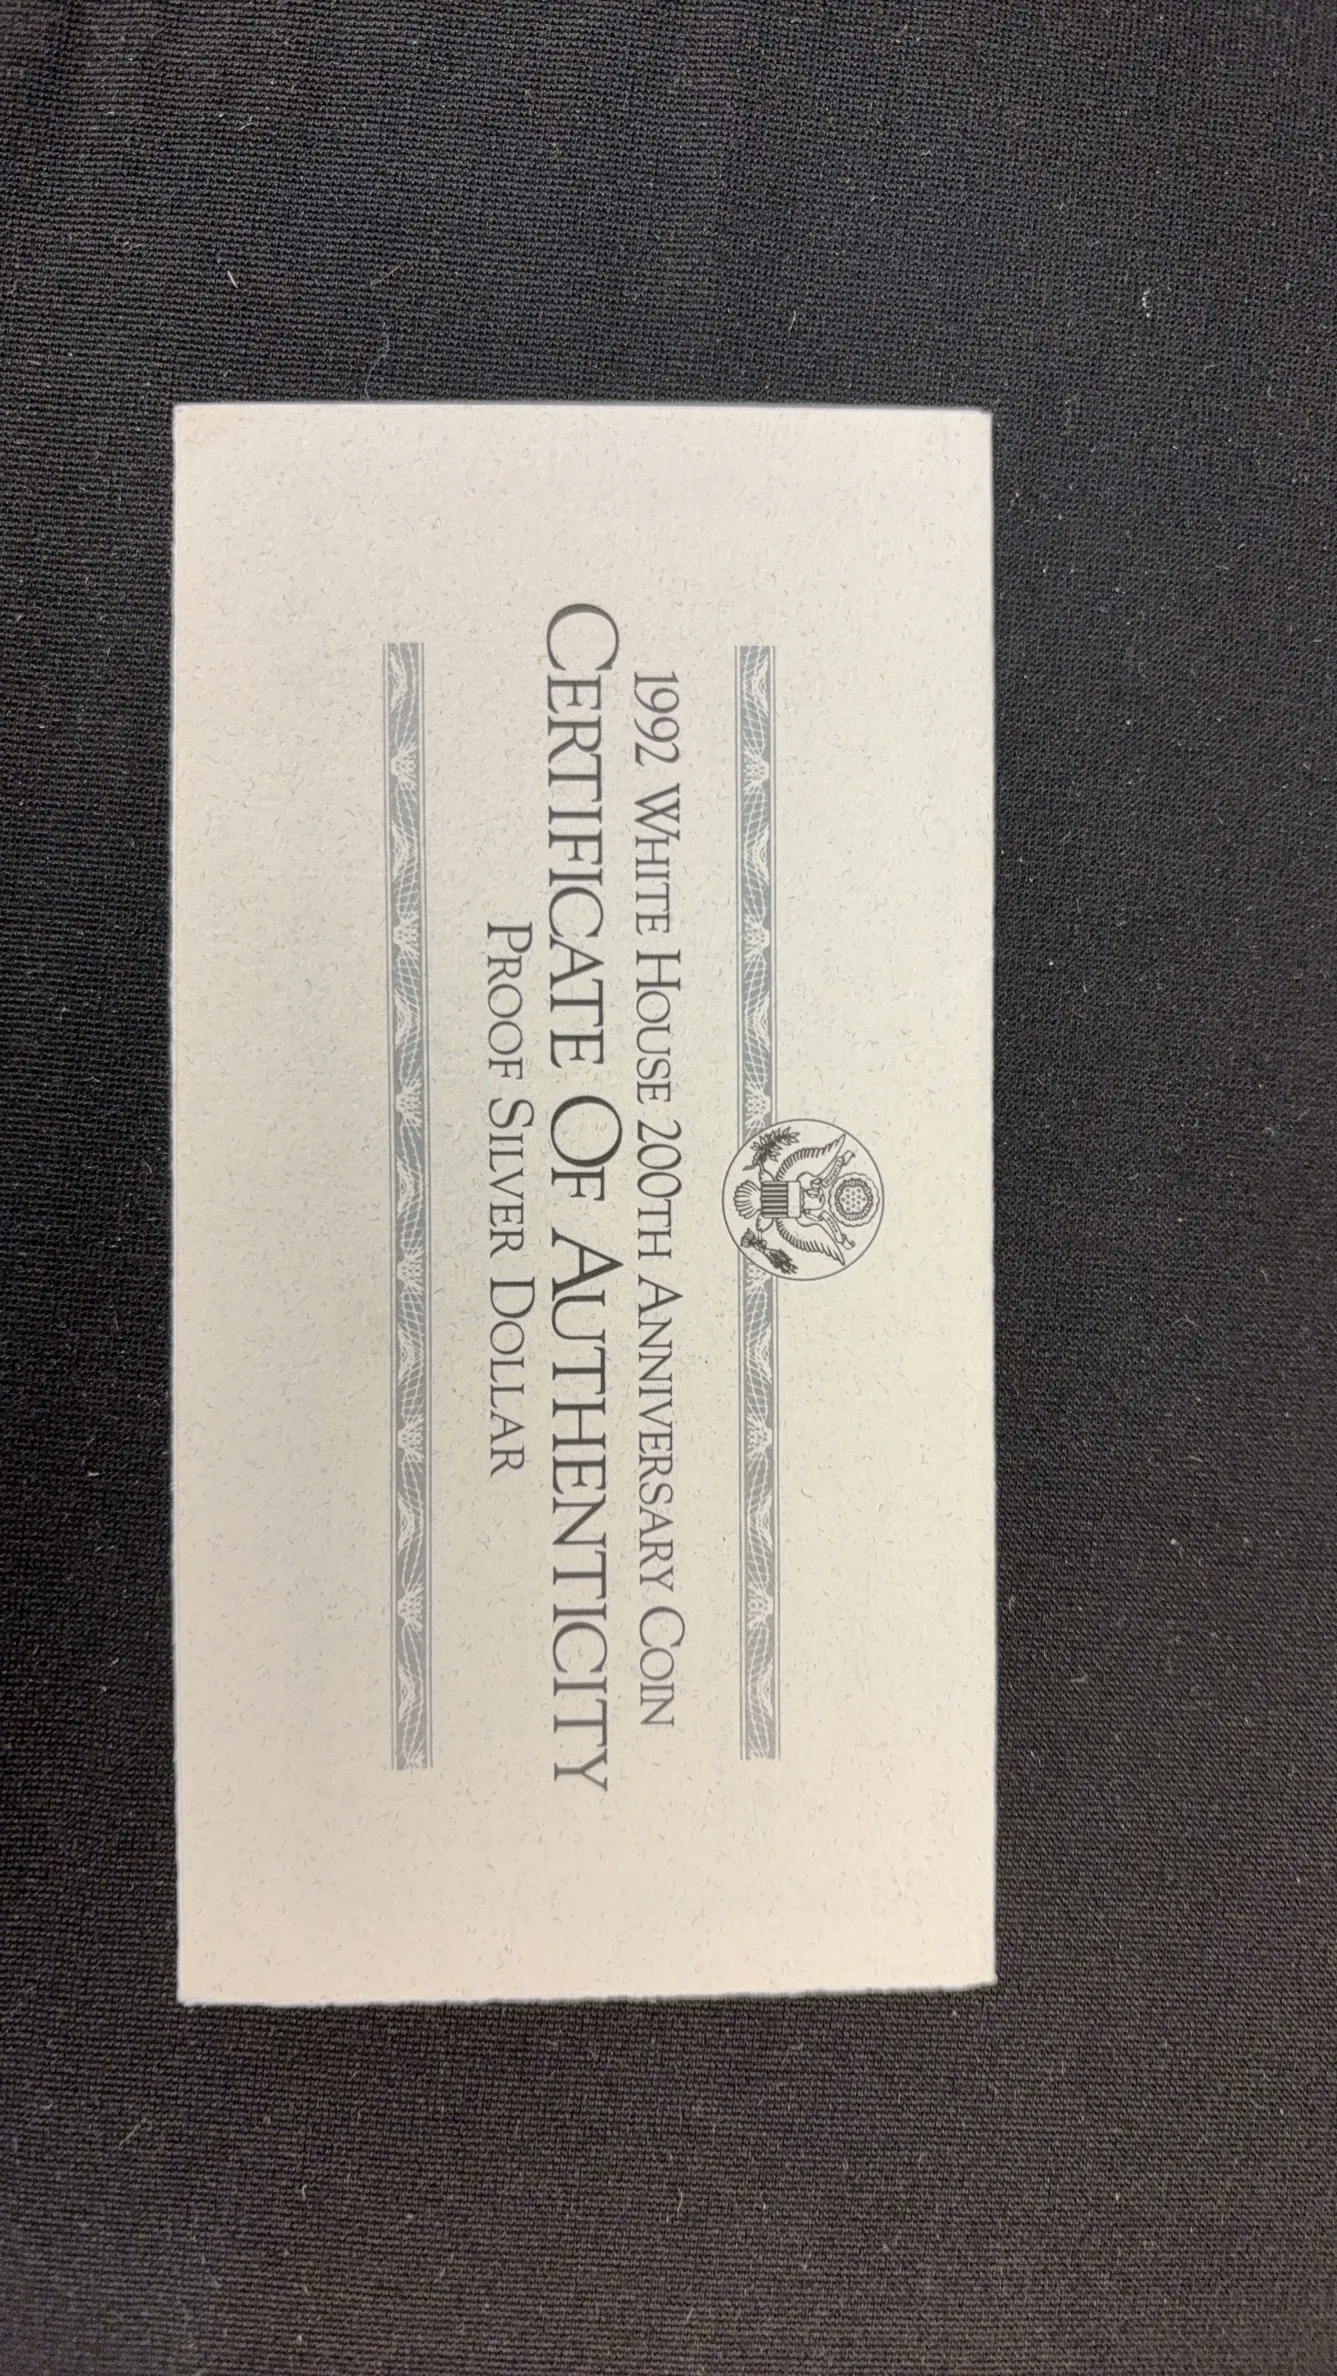 1992 White House 200th Anniversary Coin
Certificate Of Authenticity
Proof Silver Dollar